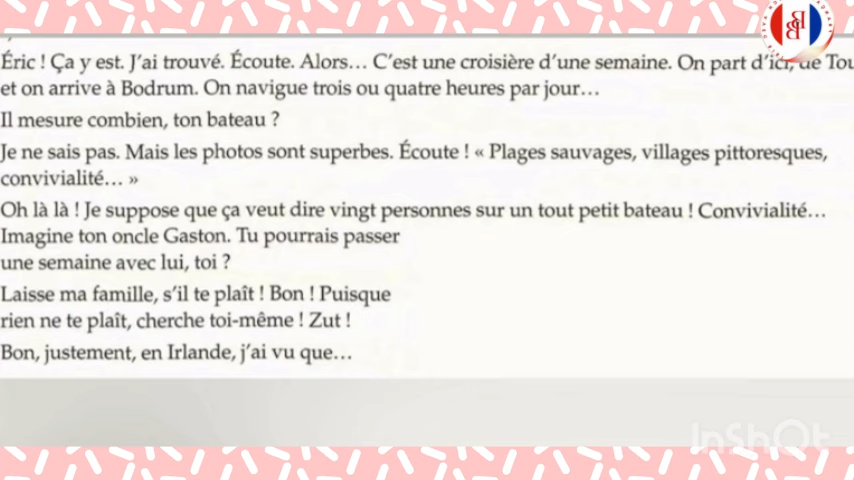 Éric ! Ça y est. J'ai trouvé. Écoute. Alors… C'est une croisière d'une semaine. On part d'ici, de
et on arrive à Bodrum. On navigue trois ou quatre heures par jour…
Il mesure combien, ton bateau ?
Je ne sais pas. Mais les photos sont superbes. Écoute ! « Plages sauvages, villages pittoresques,
convivialité… »
Oh là là ! Je suppose que ça veut dire vingt personnes sur un tout petit bateau ! Convivialité…
Imagine ton oncle Gaston. Tu pourrais passer
une semaine avec lui, toi ?
Laisse ma famille, s'il te plaît ! Bon ! Puisque
rien ne te plaît, cherche toi-même ! Zut !
Bon, justement, en Irlande, j'ai vu que…
InShOt